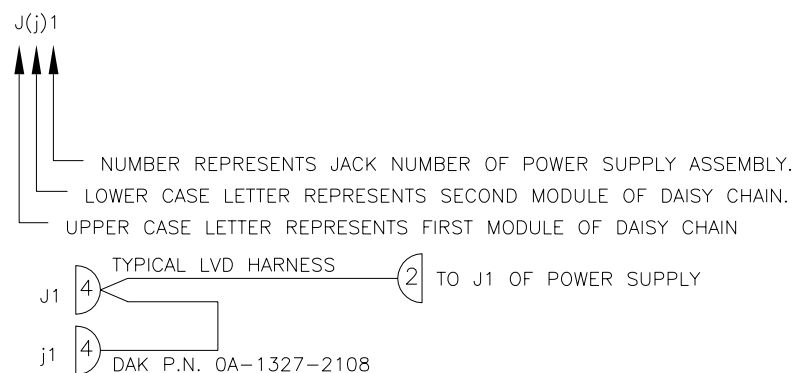 J(j)1
NUMBER REPRESENTS JACK NUMBER OF POWER SUPPLY ASSEMBLY.
LOWER CASE LETTER REPRESENTS SECOND MODULE OF DAISY CHAIN.
UPPER CASE LETTER REPRESENTS FIRST MODULE OF DAISY CHAIN
TYPICAL LVD HARNESS
J1 4 2 TO J1 OF POWER SUPPLY
j1 4
DAK P.N. 0A-1327-2108